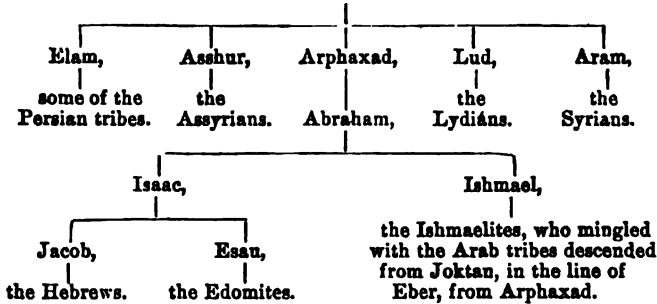 Elam, Asshur, Arphaxad, Lud, Aram,
some of the the the the
Persian tribes. Assyrians. Abraham, Lydians. Syrians.
Isaac, Ishmael,
the Ishmaelites, who mingled
with the Arab tribes descended
from Joktan, in the line of
Eber, from Arphaxad.
Jacob, Esau,
the Hebrews. the Edomites.